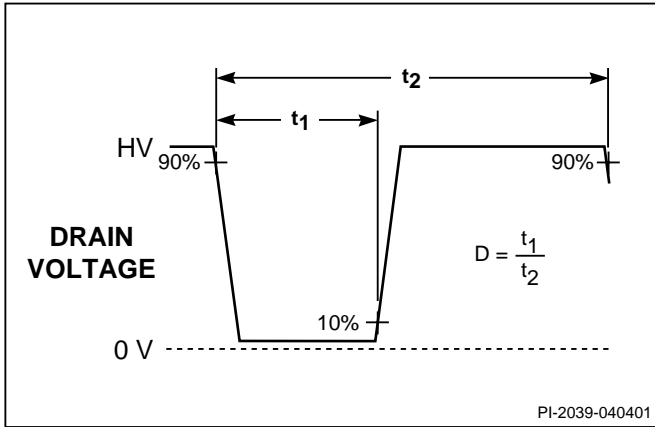 t2
t1
HV
90%
90%
DRAIN
VOLTAGE
D = t1/t2
10%
0 V
PI-2039-040401